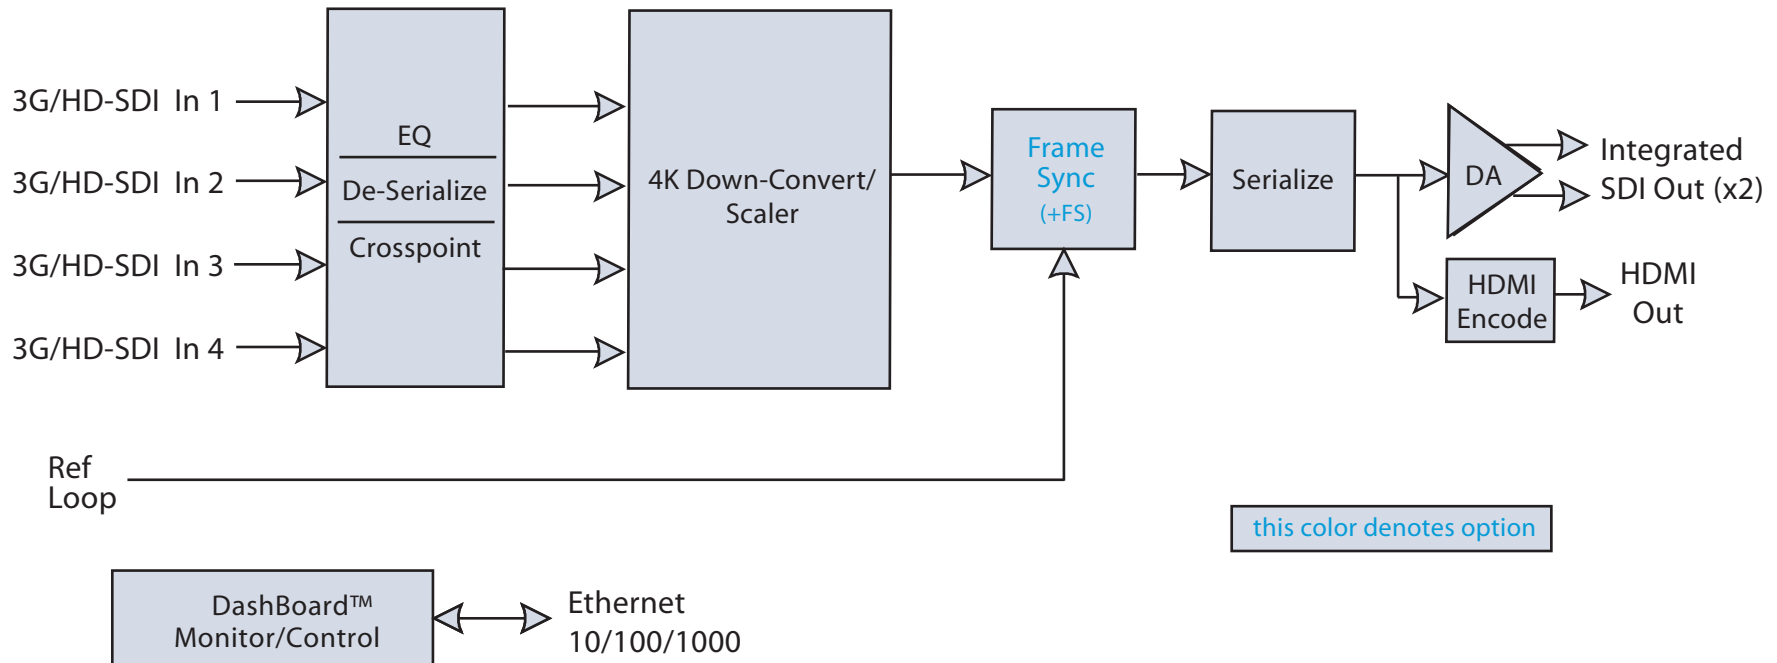 3G/HD-SDI In 1
3G/HD-SDI In 2
3G/HD-SDI In 3
3G/HD-SDI In 4
EQ
De-Serialize
Crosspoint
4K Down-Convert/
Scaler
Frame
Sync
(+FS)
Serialize
DA
Integrated
SDI Out (x2)
HDMI
Encode
HDMI
Out
Ref
Loop
this color denotes option
DashBoard™
Monitor/Control
Ethernet
10/100/1000